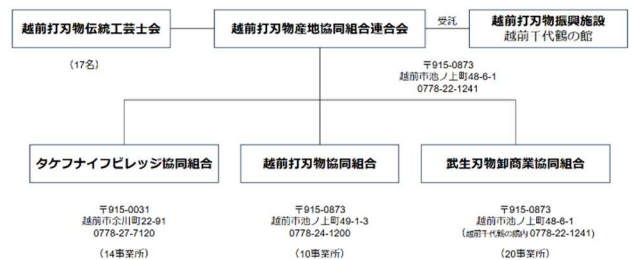 越前打刃物伝統工芸士会
越前打刃物産地協同組合連合会
受託
越前打刃物振興施設
越前千代鶴の館
(17名)
〒915-0873
越前市池ノ上町48-6-1
0778-22-1241
タケフナイフビレッジ協同組合
越前打刃物協同組合
武生刃物卸商業協同組合
〒915-0031
越前市余川町22-91
0778-27-7120
(14事業所)
〒915-0873
越前市池ノ上町49-1-3
0778-24-1200
(10事業所)
〒915-0873
越前市池ノ上町48-6-1
(越前千代鶴の館内 0778-22-1241)
(20事業所)